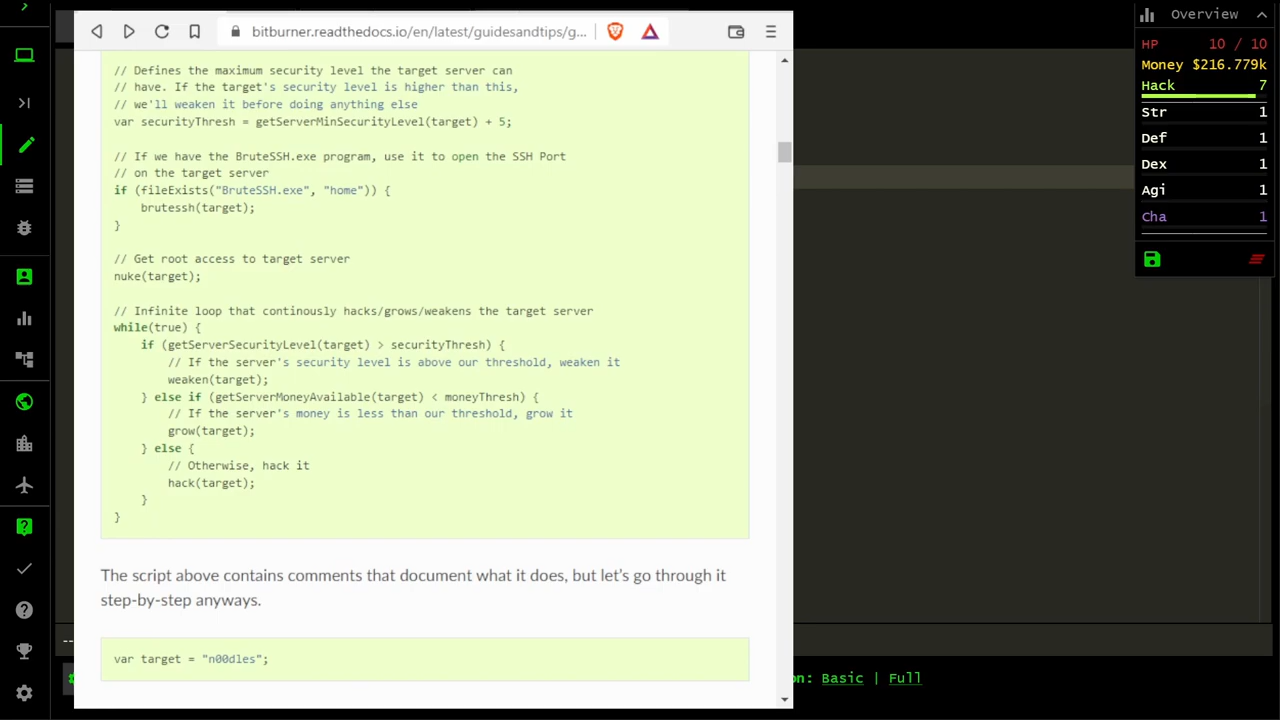 bitburner.readthedocs.io/en/latest/guidesandtips/g...
// Defines the maximum security level the target server can
// have. If the target's security level is higher than this,
// we'll weaken it before doing anything else
var securityThresh = getServerMinSecurityLevel(target) + 5;
// If we have the BruteSSH.exe program, use it to open the SSH Port
// on the target server
if (fileExists("BruteSSH.exe", "home")) {
brutessh(target);
}
// Get root access to target server
nuke(target);
// Infinite loop that continously hacks/grows/weakens the target server
while(true) {
if (getServerSecurityLevel(target) > securityThresh) {
// If the server's security level is above our threshold, weaken it
weaken(target);
} else if (getServerMoneyAvailable(target) < moneyThresh) {
// If the server's money is less than our threshold, grow it
grow(target);
} else {
// Otherwise, hack it
hack(target);
}
}
The script above contains comments that document what it does, but let's go through it
step-by-step anyways.
var target = "n00dles";
Overview
HP 10 / 10
Money $216.779k
Hack 7
Str 1
Def 1
Dex 1
Agi 1
Cha 1
--
on: Basic | Full